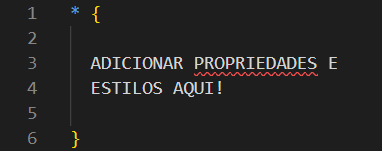 1 * {
2
3 ADICIONAR PROPRIEDADES E
4 ESTILOS AQUI!
5
6 }